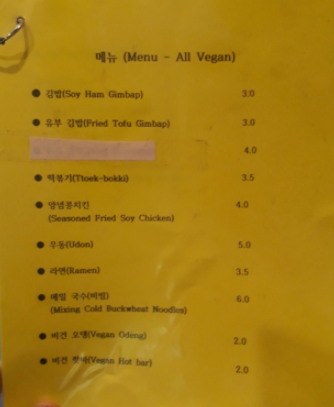 메뉴 (Menu - All Vegan)
● 김밥(Soy Ham Gimbap) 3.0
● 유부 김밥(Fried Tofu Gimbap) 3.0
4.0
● 떡볶기(Ttoek-bokki) 3.5
● 양념콩치킨 4.0
(Seasoned Fried Soy Chicken)
● 우동(Udon) 5.0
● 라면(Ramen) 3.5
● 메밀 국수(비빔) 6.0
(Mixing Cold Buckwheat Noodles)
● 비건 오뎅(Vegan Odeng) 2.0
● 비건 핫바(Vegan Hot bar) 2.0